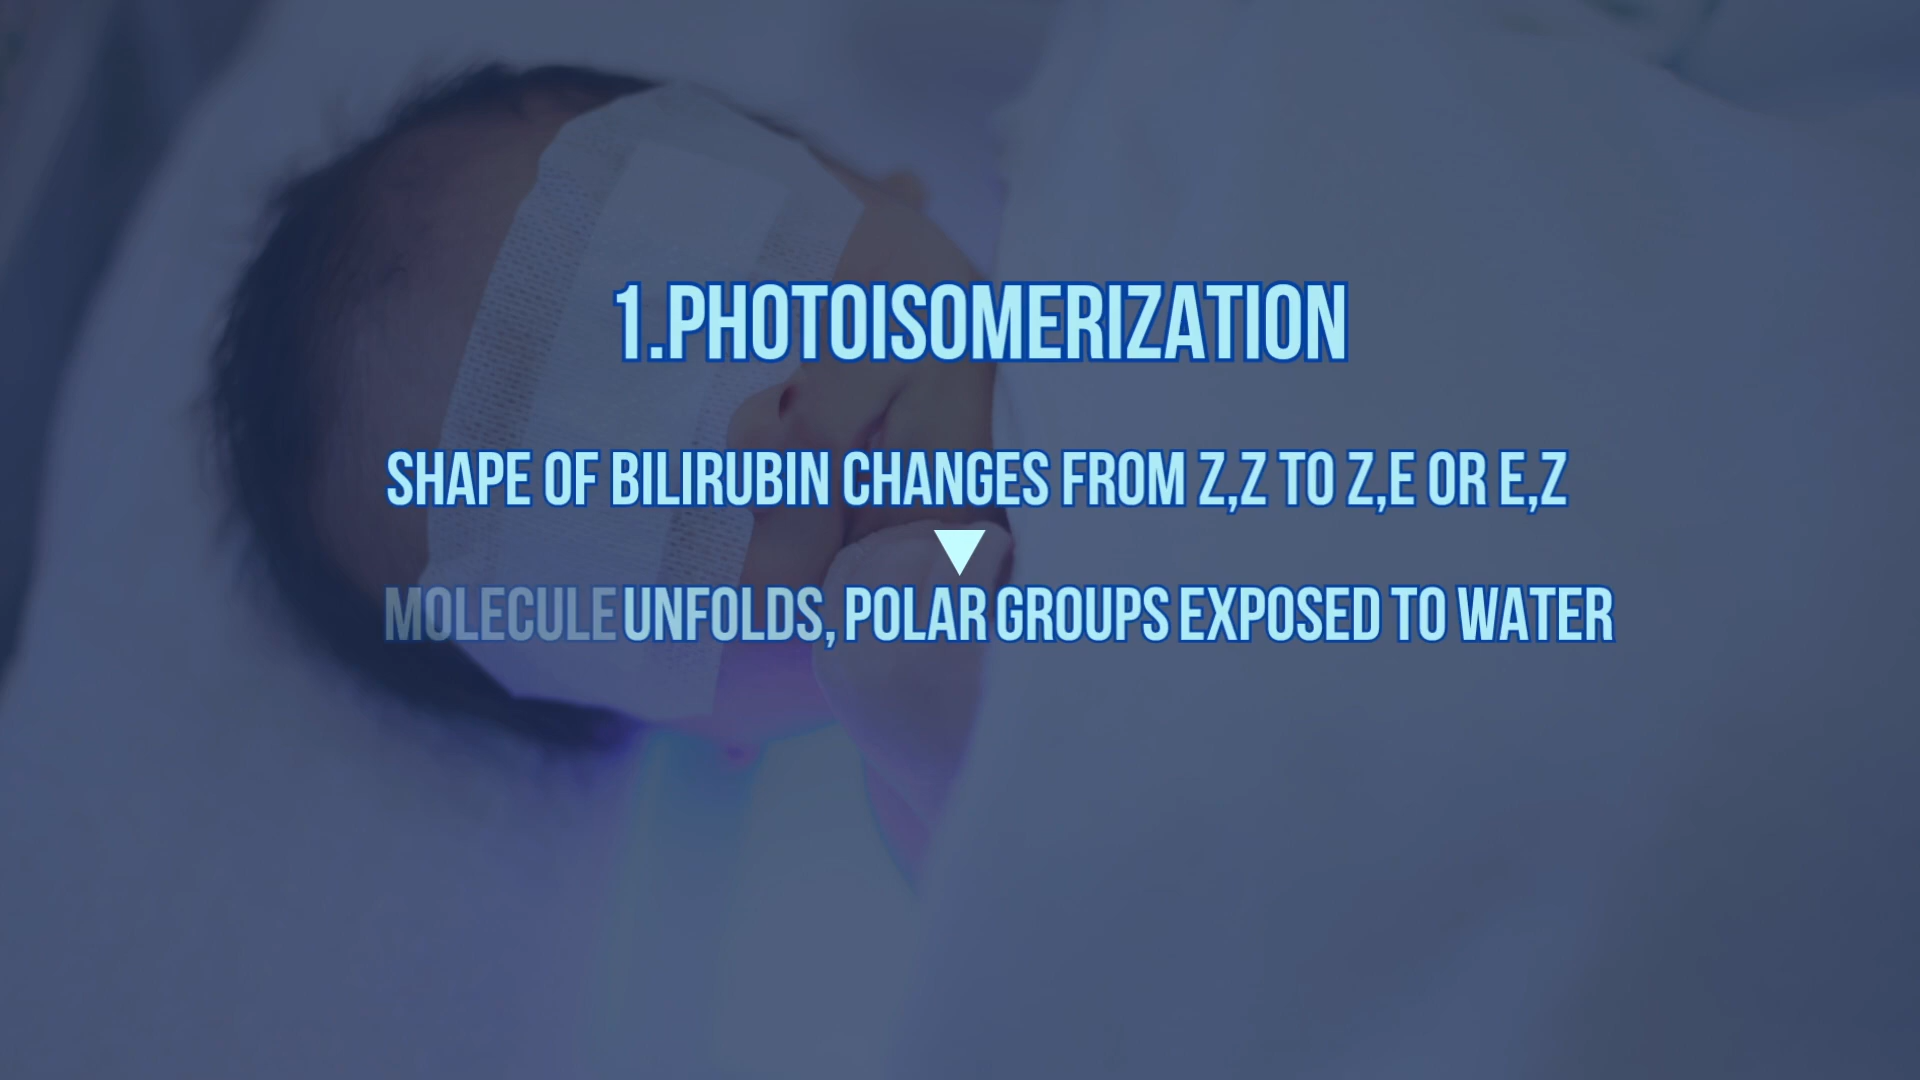 1.PHOTOISOMERIZATION
SHAPE OF BILIRUBIN CHANGES FROM Z,Z TO Z,E OR E,Z
MOLECULE UNFOLDS, POLAR GROUPS EXPOSED TO WATER